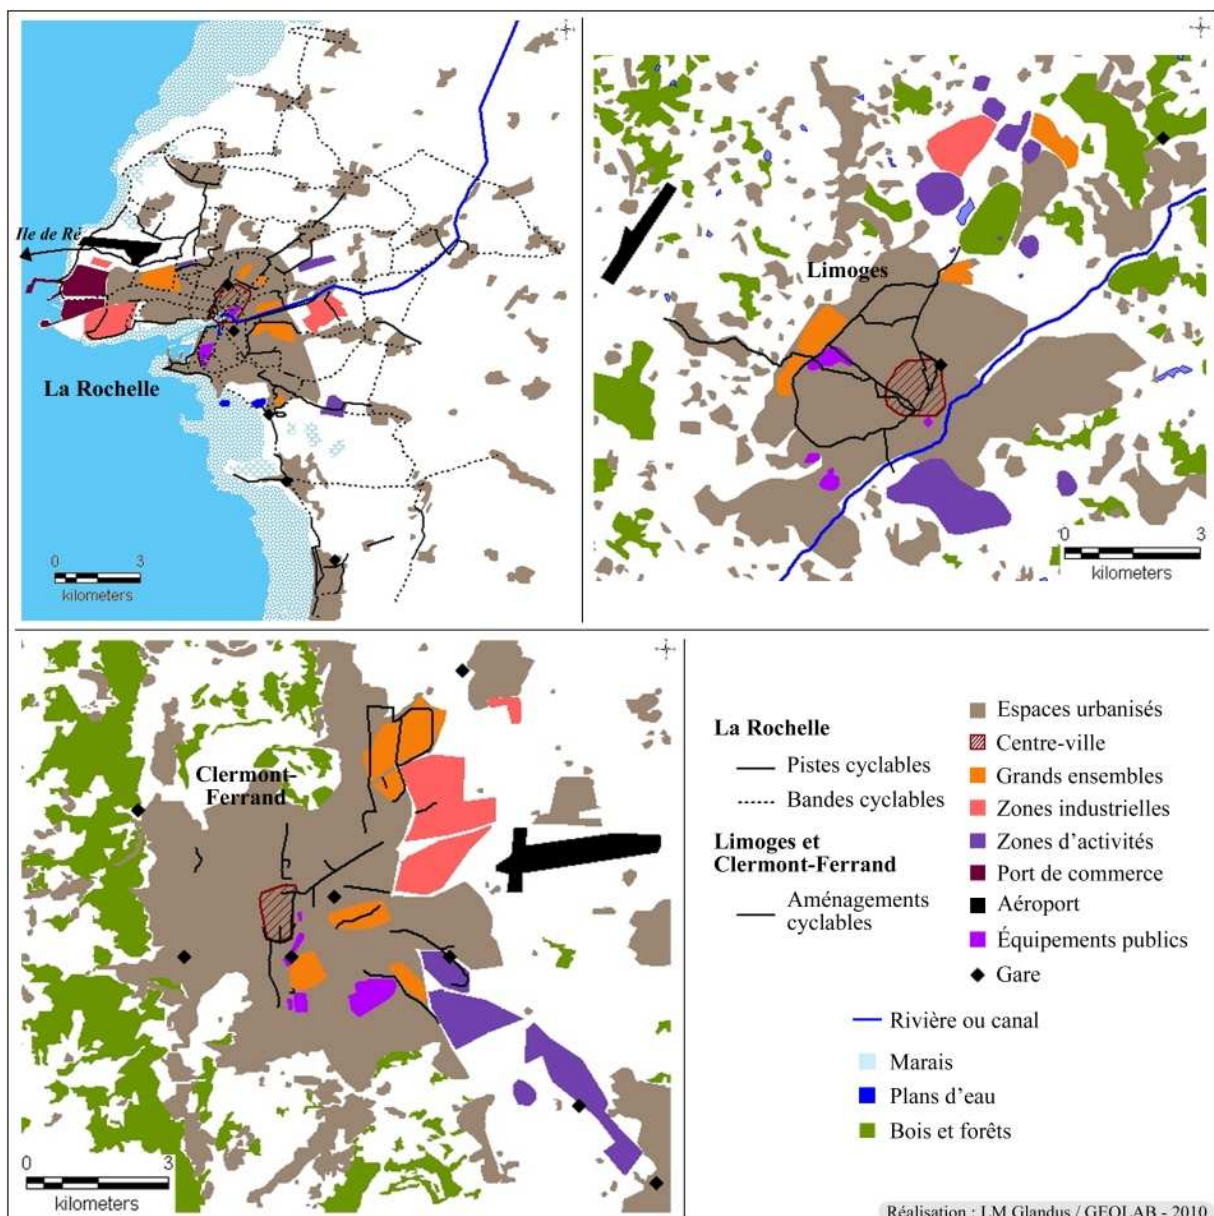 Ile de Ré
La Rochelle
0 3
kilometers
Limoges
0 3
kilometers
Clermont-
Ferrand
0 3
kilometers
La Rochelle
Pistes cyclables
Bandes cyclables
Limoges et
Clermont-Ferrand
Aménagements
cyclables
Espaces urbanisés
Centre-ville
Grands ensembles
Zones industrielles
Zones d'activités
Port de commerce
Aéroport
Équipements publics
Gare
Rivière ou canal
Marais
Plans d'eau
Bois et forêts
Réalisation : LM Glandus / GEOLAB - 2010